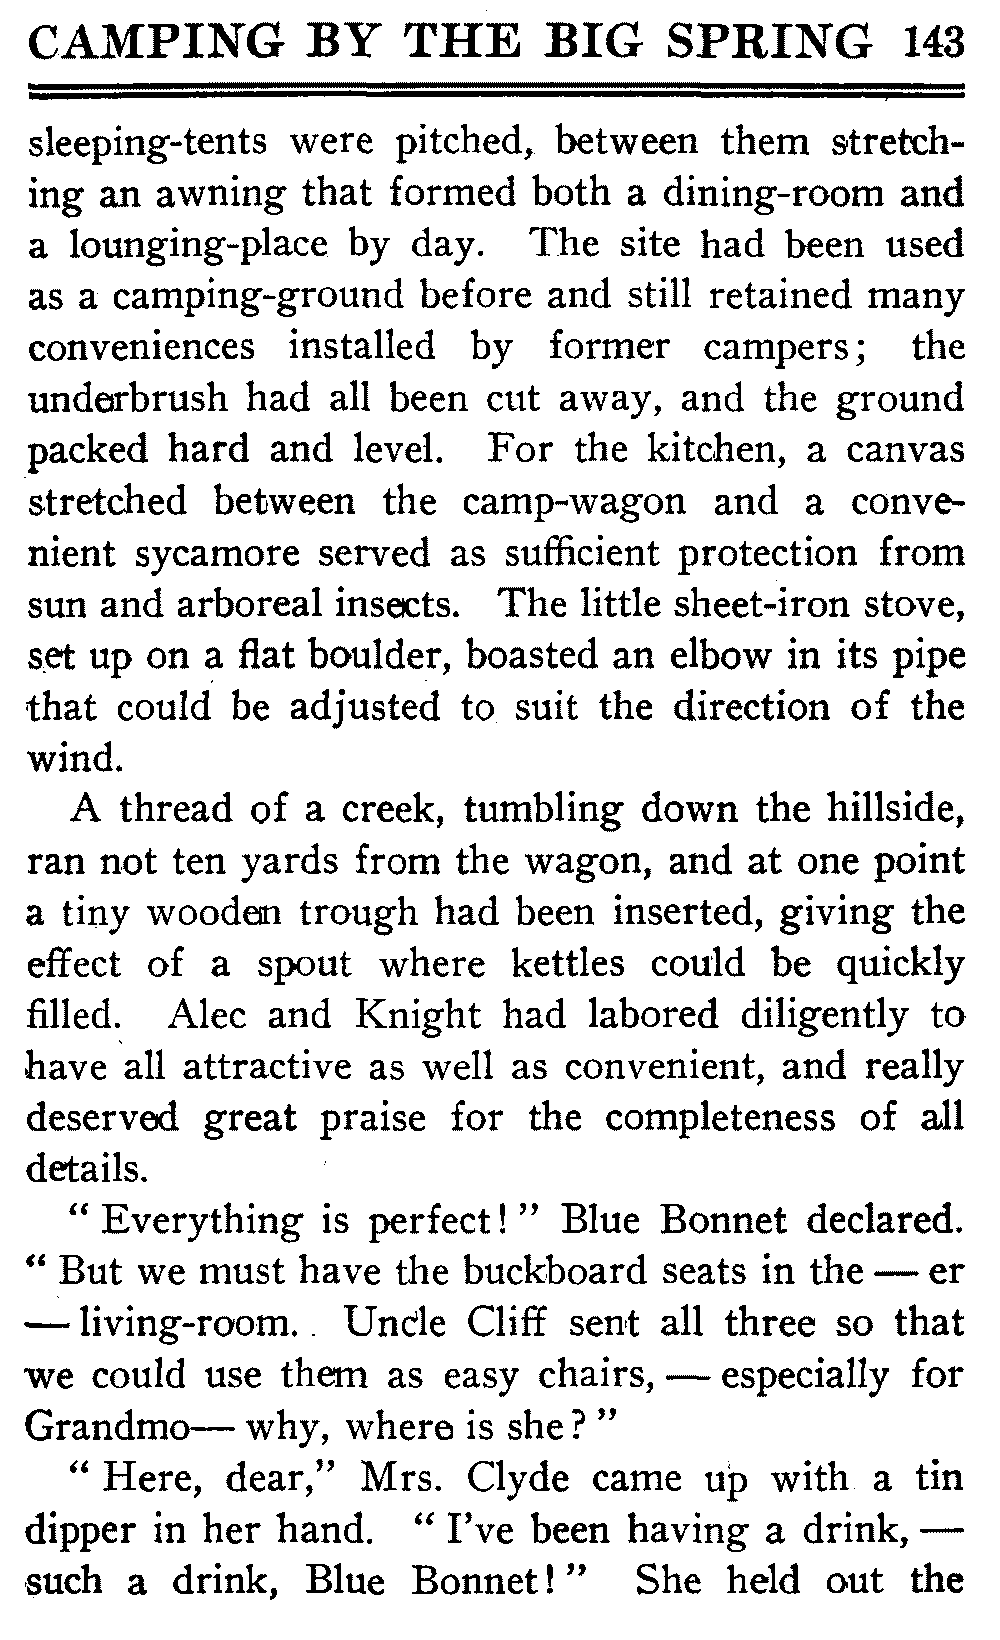 CAMPING BY THE BIG SPRING 143
sleeping-tents were pitched, between them stretch-
ing an awning that formed both a dining-room and
a lounging-place by day. The site had been used
as a camping-ground before and still retained many
conveniences installed by former campers; the
underbrush had all been cut away, and the ground
packed hard and level. For the kitchen, a canvas
stretched between the camp-wagon and a conve-
nient sycamore served as sufficient protection from
sun and arboreal insects. The little sheet-iron stove,
set up on a flat boulder, boasted an elbow in its pipe
that could be adjusted to suit the direction of the
wind.
A thread of a creek, tumbling down the hillside,
ran not ten yards from the wagon, and at one point
a tiny wooden trough had been inserted, giving the
effect of a spout where kettles could be quickly
filled. Alec and Knight had labored diligently to
have all attractive as well as convenient, and really
deserved great praise for the completeness of all
details.
" Everything is perfect! " Blue Bonnet declared.
" But we must have the buckboard seats in the — er
— living-room. Uncle Cliff sent all three so that
we could use them as easy chairs, — especially for
Grandmo— why, where is she? "
" Here, dear," Mrs. Clyde came up with a tin
dipper in her hand. " I've been having a drink, —
such a drink, Blue Bonnet! " She held out the